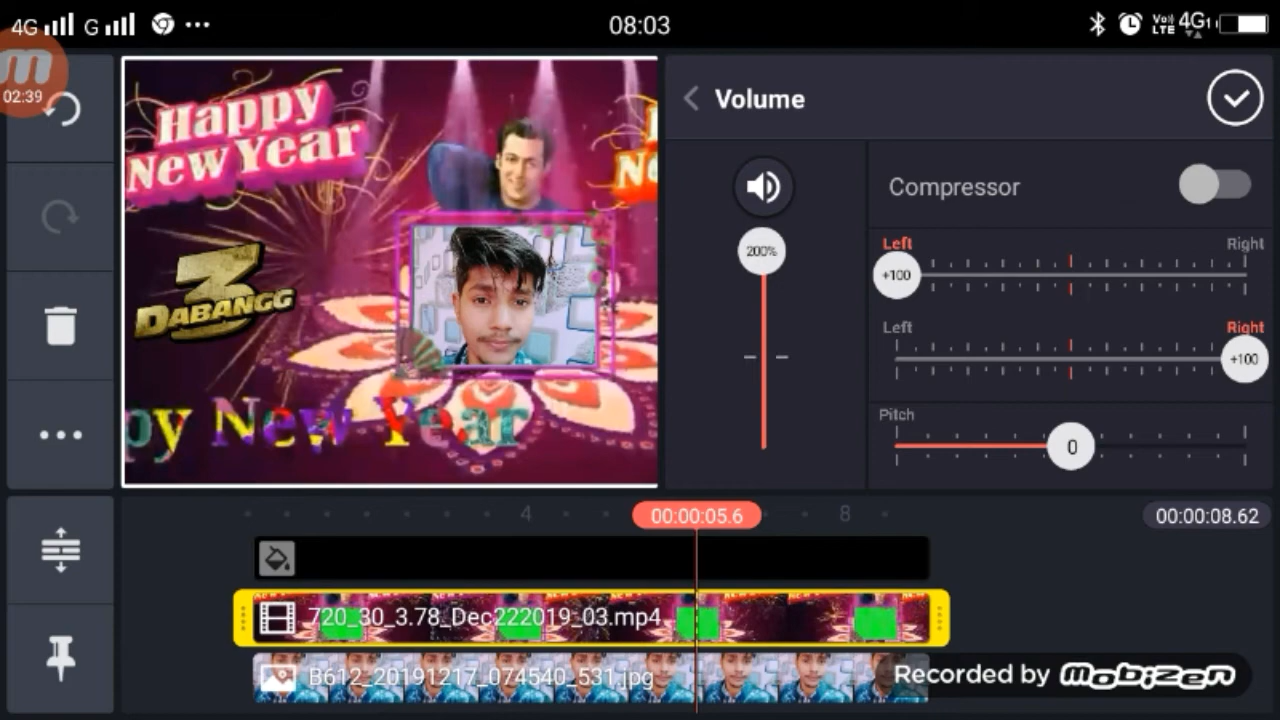 4G G 08:03 VoLTE 4G 1
02:39
Happy
New Year
3
DABANGG
py New Year
Volume
200%
Compressor
Left Right
+100
Left Right
+100
Pitch
0
4 00:00:05.6 8 00:00:08.62
720_30_3.78_Dec222019_03.mp4
B612_20191217_074540_531.jpg
Recorded by mobizen